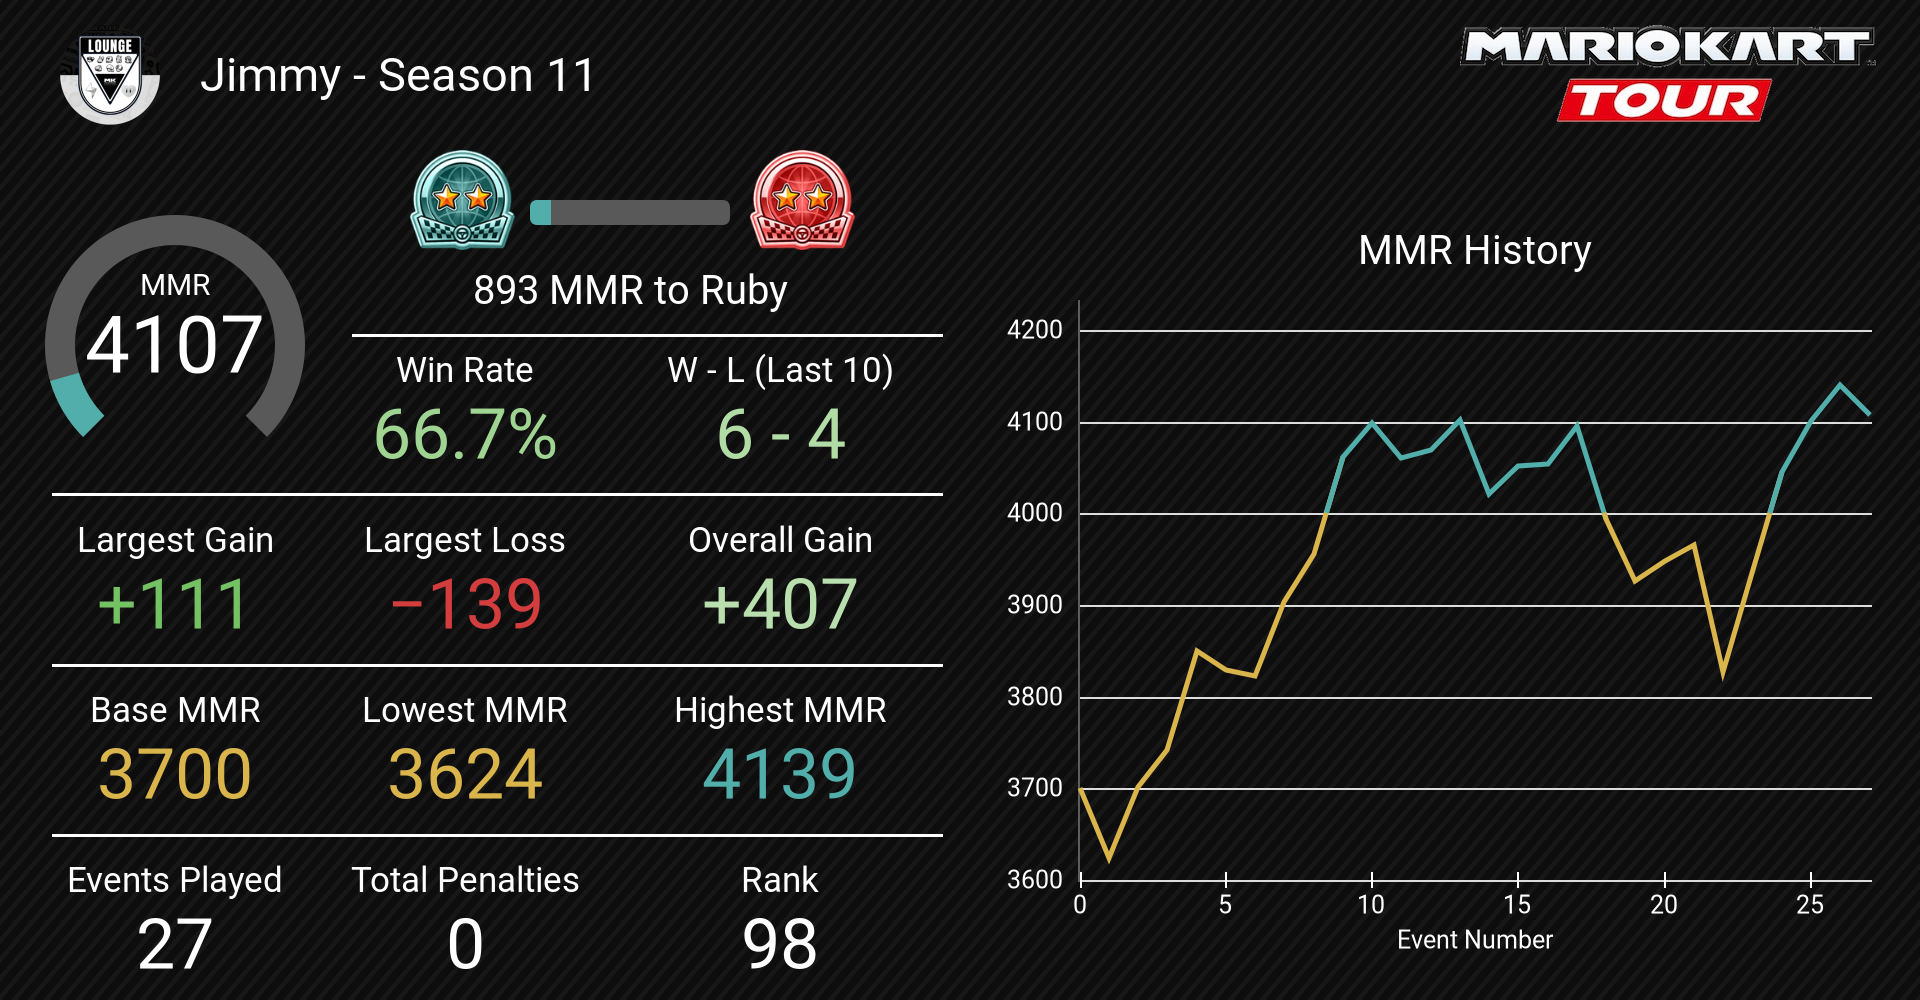 LOUNGE
MK
Jimmy - Season 11
MARIOKART
TOUR
893 MMR to Ruby
MMR
4107
Win Rate
66.7%
W - L (Last 10)
6 - 4
Largest Gain
+111
Largest Loss
−139
Overall Gain
+407
Base MMR
3700
Lowest MMR
3624
Highest MMR
4139
Events Played
27
Total Penalties
0
Rank
98
MMR History
4200
4100
4000
3900
3800
3700
3600
0 5 10 15 20 25
Event Number